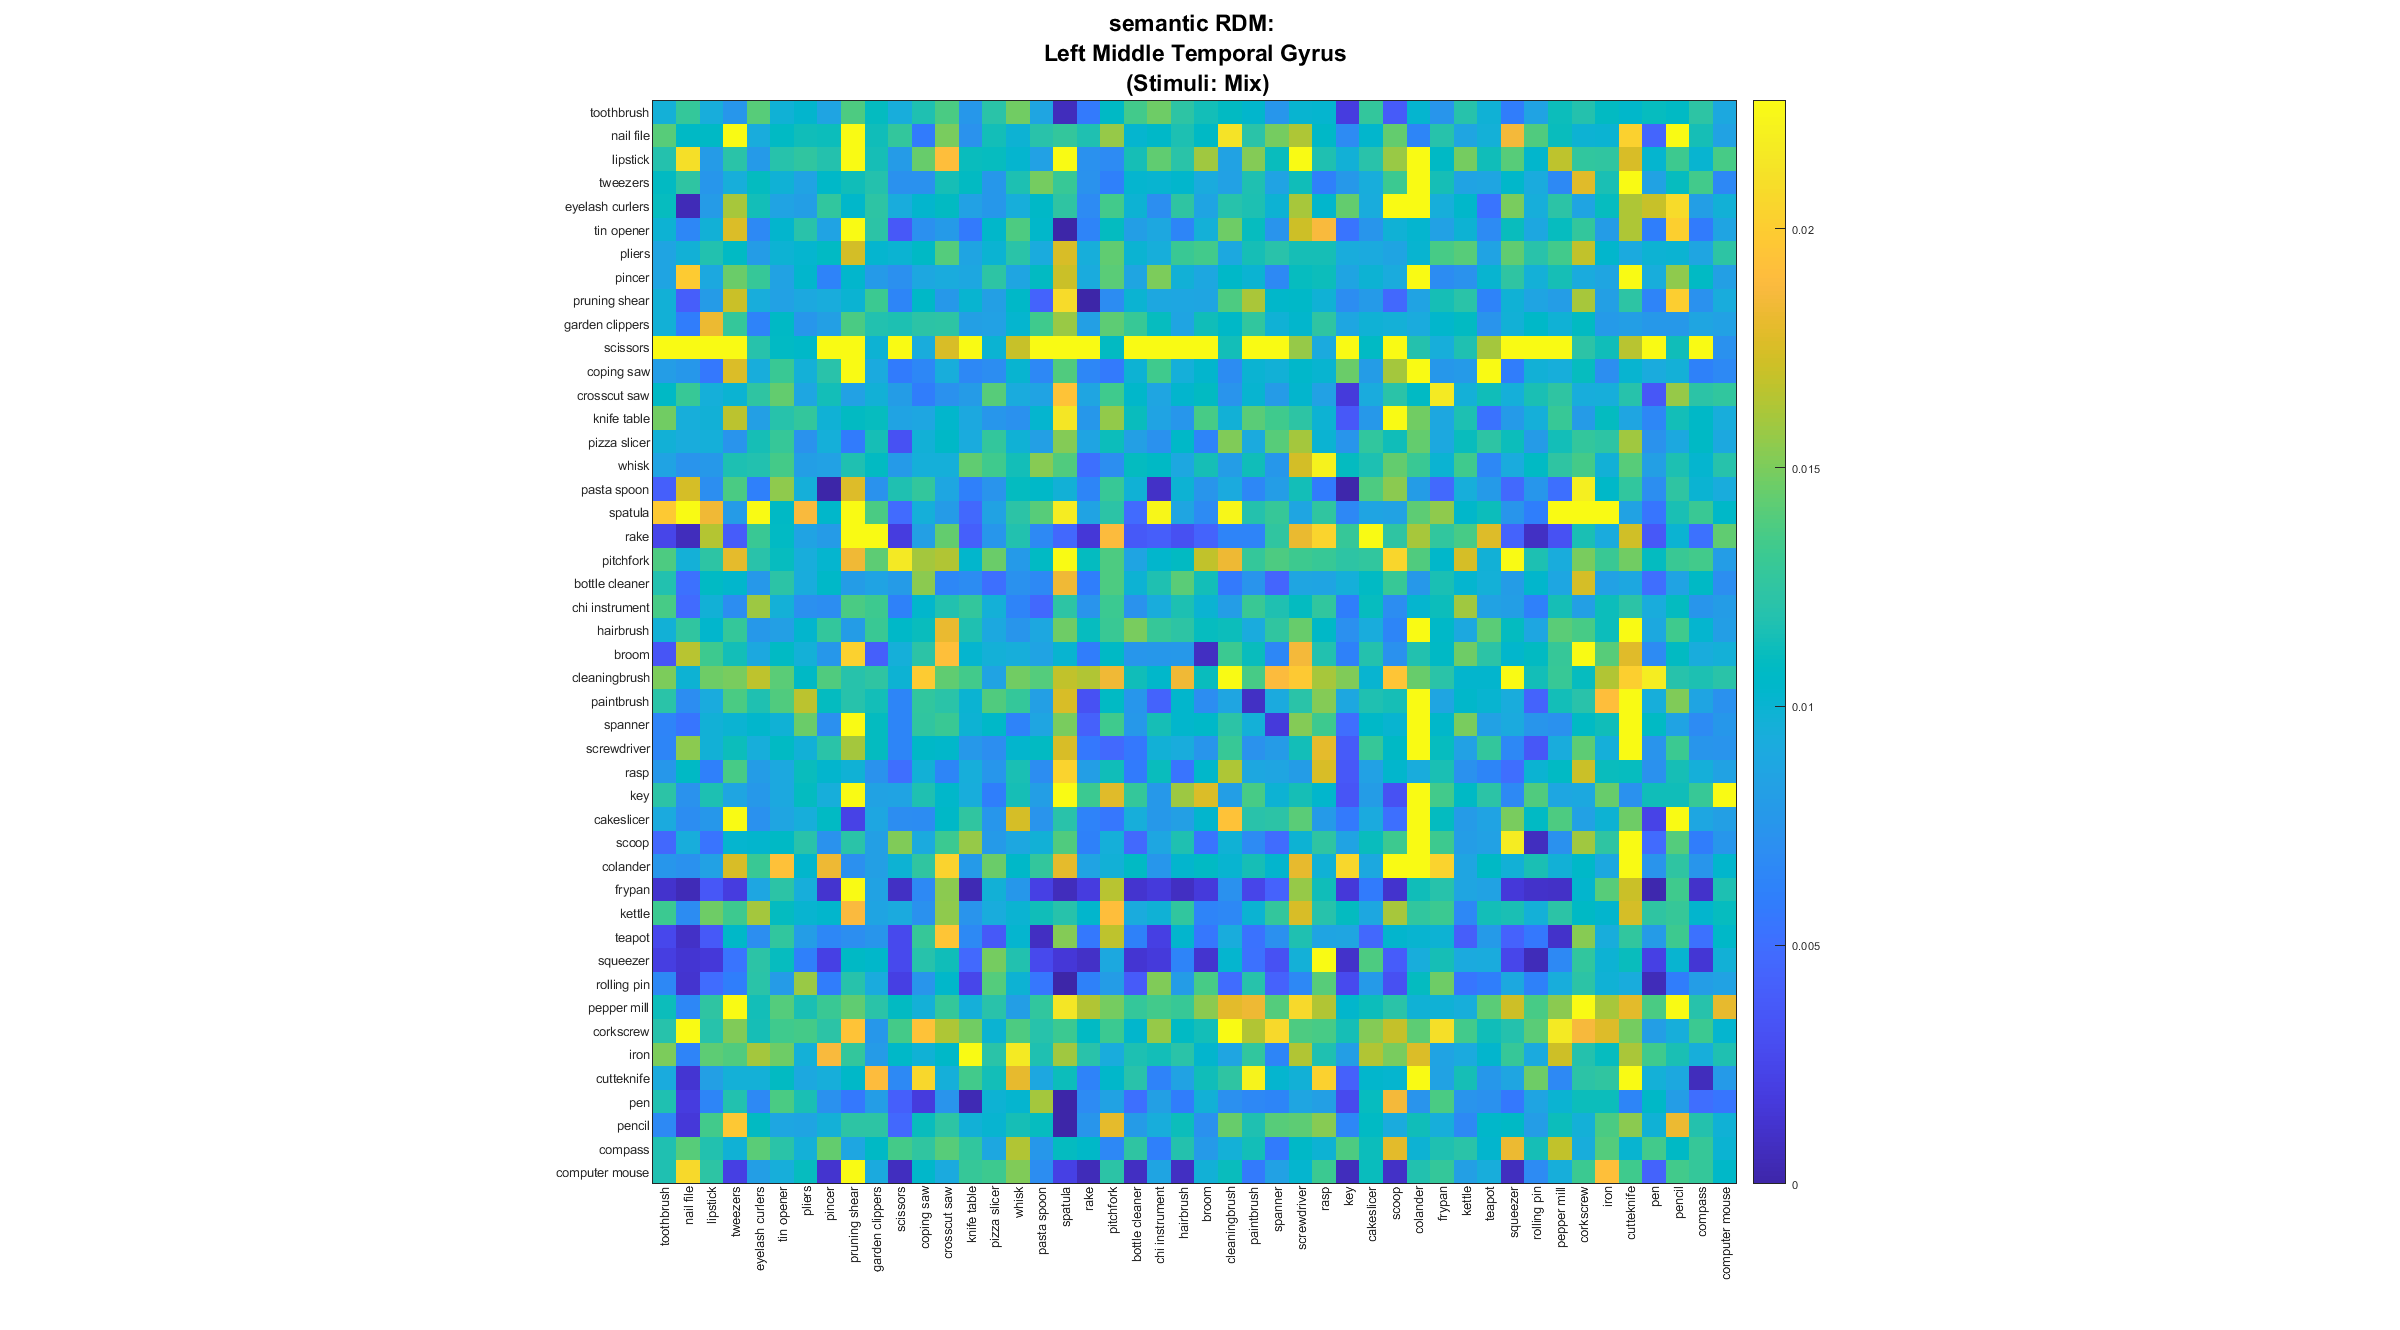 semantic RDM:
Left Middle Temporal Gyrus
(Stimuli: Mix)
toothbrush
nail file
lipstick
tweezers
eyelash curlers
tin opener
pliers
pincer
pruning shear
garden clippers
scissors
coping saw
crosscut saw
knife table
pizza slicer
whisk
pasta spoon
spatula
rake
pitchfork
bottle cleaner
chi instrument
hairbrush
broom
cleaningbrush
paintbrush
spanner
screwdriver
rasp
key
cakeslicer
scoop
colander
frypan
kettle
teapot
squeezer
rolling pin
pepper mill
corkscrew
iron
cutteknife
pen
pencil
compass
computer mouse
toothbrush
nail file
lipstick
tweezers
eyelash curlers
tin opener
pliers
pincer
pruning shear
garden clippers
scissors
coping saw
crosscut saw
knife table
pizza slicer
whisk
pasta spoon
spatula
rake
pitchfork
bottle cleaner
chi instrument
hairbrush
broom
cleaningbrush
paintbrush
spanner
screwdriver
rasp
key
cakeslicer
scoop
colander
frypan
kettle
teapot
squeezer
rolling pin
pepper mill
corkscrew
iron
cutteknife
pen
pencil
compass
computer mouse
0.02
0.015
0.01
0.005
0